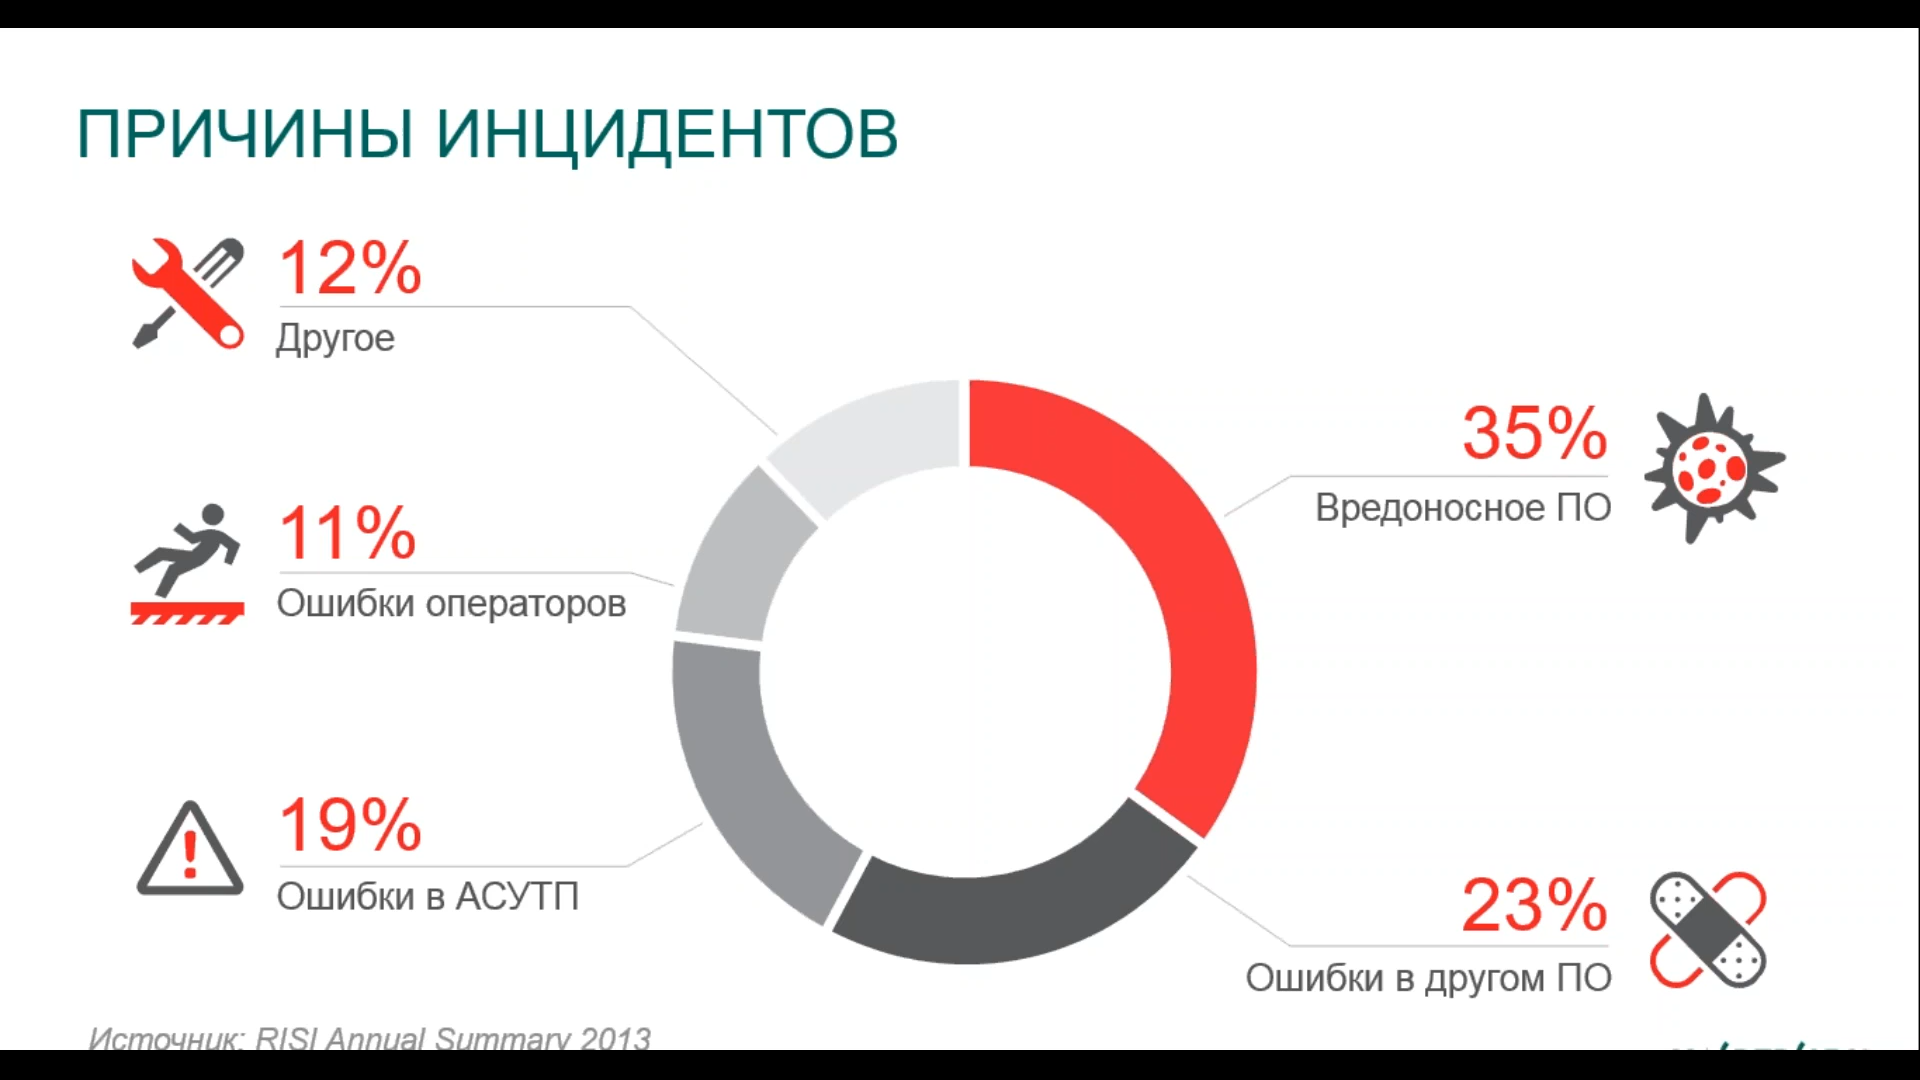 ПРИЧИНЫ ИНЦИДЕНТОВ
12%
Другое
35%
Вредоносное ПО
11%
Ошибки операторов
19%
Ошибки в АСУТП
23%
Ошибки в другом ПО
Источник: RISI Annual Summary 2013